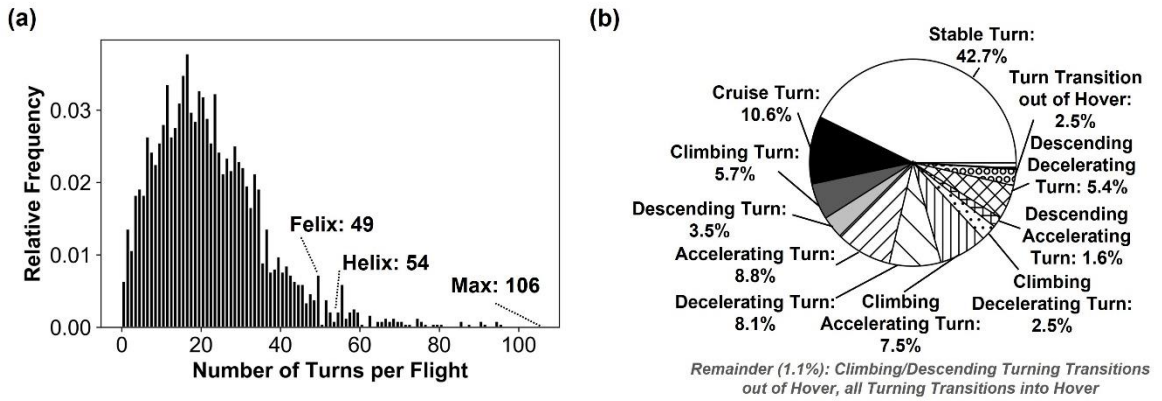 (a)
Relative Frequency
0.03
0.02
0.01
0.00
Felix: 49
Helix: 54
Max: 106
0
20
40
60
80
100
Number of Turns per Flight
(b)
Stable Turn:
42.7%
Turn Transition
out of Hover:
2.5%
Descending
Decelerating
Turn: 5.4%
Descending
Accelerating
Turn: 1.6%
Climbing
Decelerating Turn:
2.5%
Climbing
Accelerating Turn:
7.5%
Decelerating Turn:
8.1%
Accelerating Turn:
8.8%
Descending Turn:
3.5%
Climbing Turn:
5.7%
Cruise Turn:
10.6%
Remainder (1.1%): Climbing/Descending Turning Transitions
out of Hover, all Turning Transitions into Hover